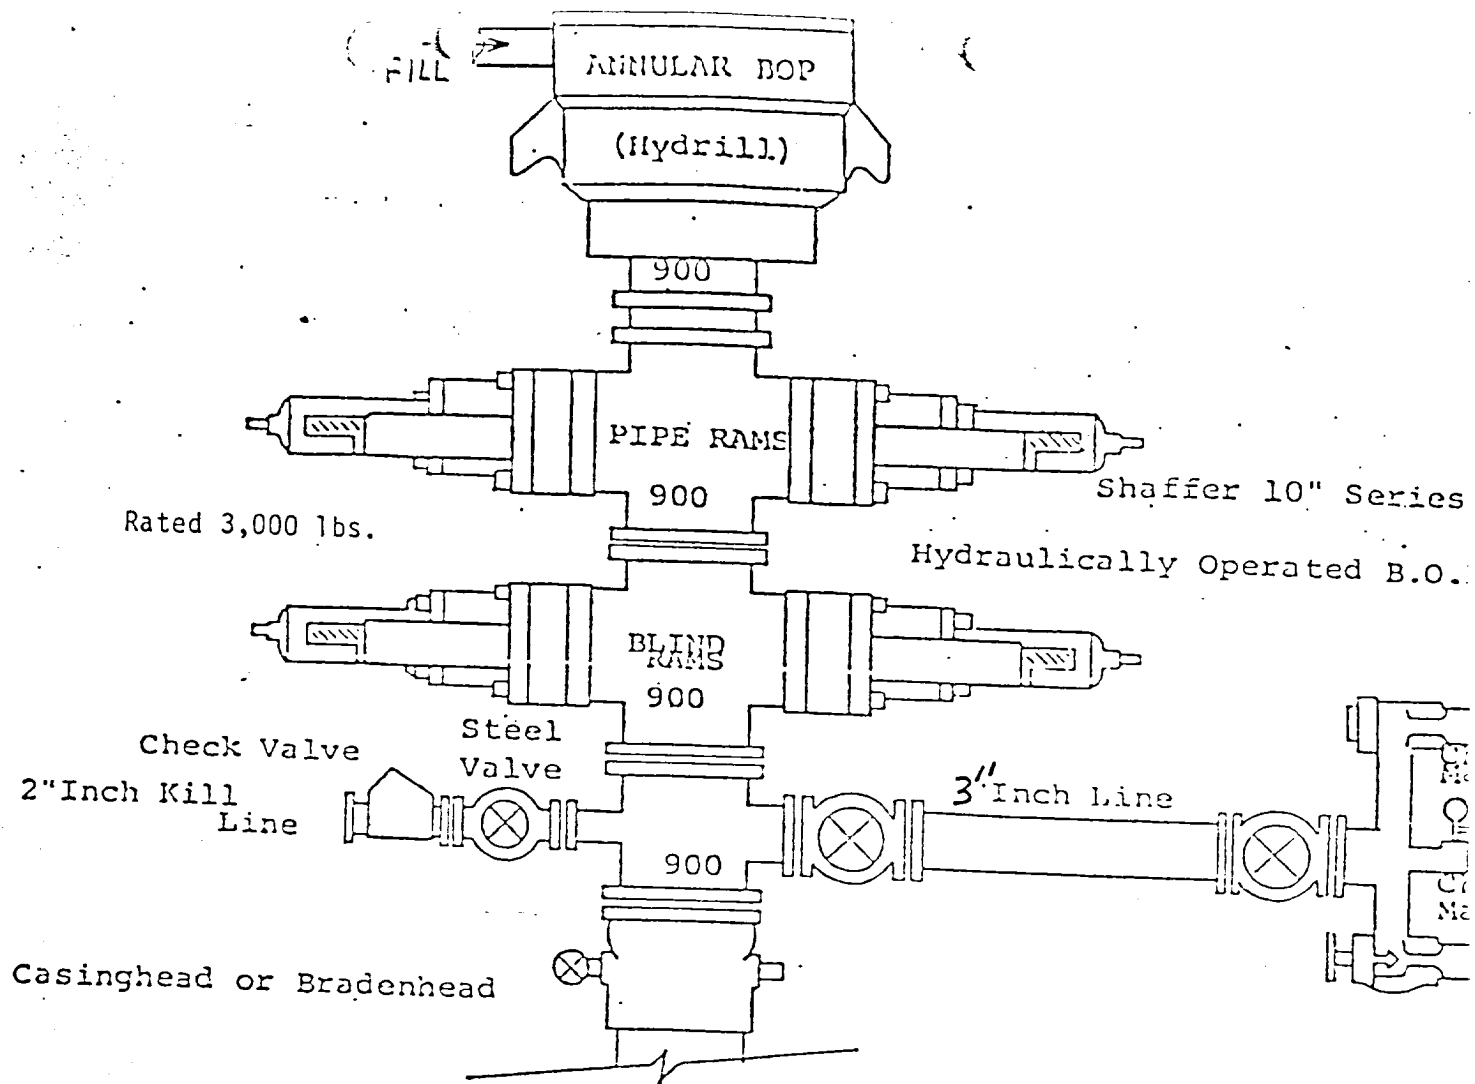 FILL
ANNULAR BOP
(Hydrill)
900
PIPE RAMS
900
Shaffer 10" Series
Rated 3,000 lbs.
Hydraulically Operated B.O.
BLIND
RAMS
900
Check Valve
Steel
Valve
2"Inch Kill
Line
3"Inch Line
900
Casinghead or Bradenhead